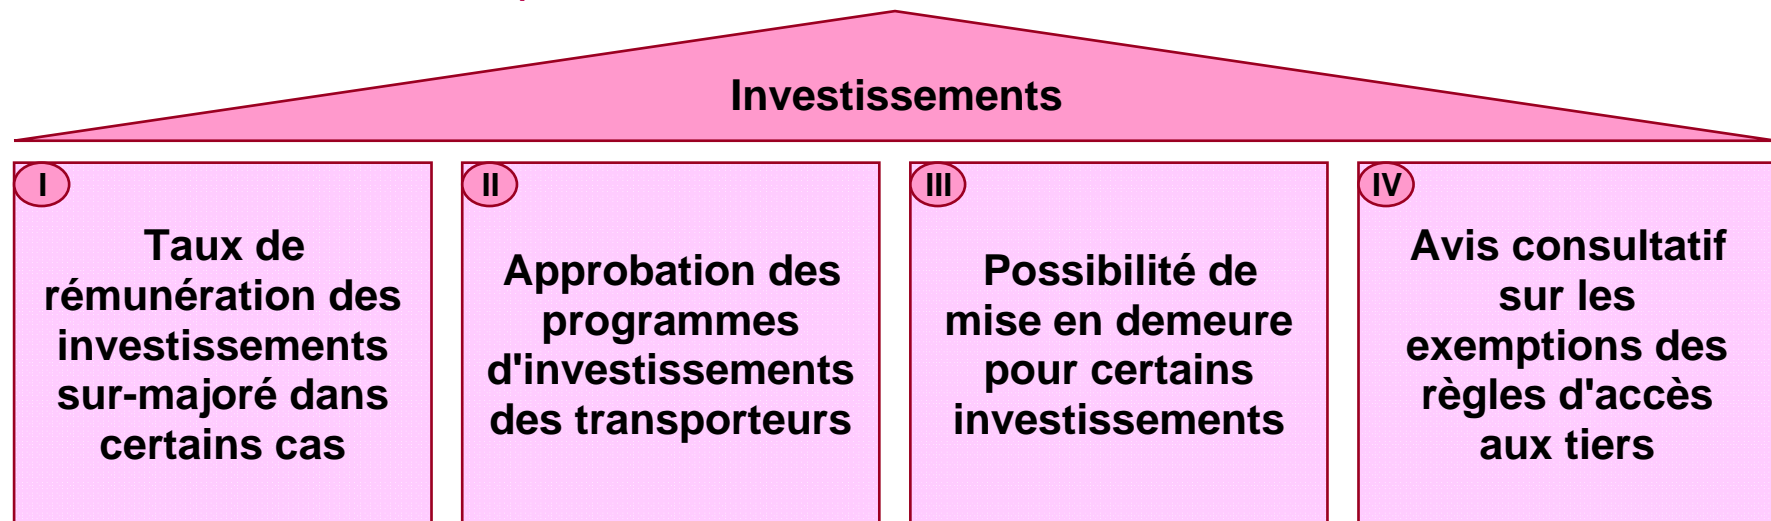 Investissements
I
Taux de
rémunération des
investissements
sur-majoré dans
certains cas
II
Approbation des
programmes
d'investissements
des transporteurs
III
Possibilité de
mise en demeure
pour certains
investissements
IV
Avis consultatif
sur les
exemptions des
règles d'accès
aux tiers